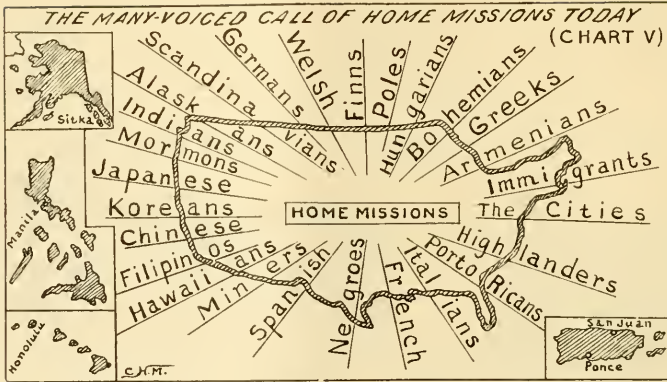 THE MANY-VOICED CALL OF HOME MISSIONS TODAY
(CHART V)
Sitka
Manila
Honolulu
Hawaiians
Filipinos
Chinese
Koreans
Japanese
Mormons
Indians
Alaskans
Scandinavians
Germans
Welsh
Finns
Poles
Hungarians
Bohemians
Greeks
Armenians
Immigrants
The Cities
Highlanders
Porto Ricans
Italians
French
Negroes
Spanish
Miners
HOME MISSIONS
San Juan
Ponce
C.H.M.